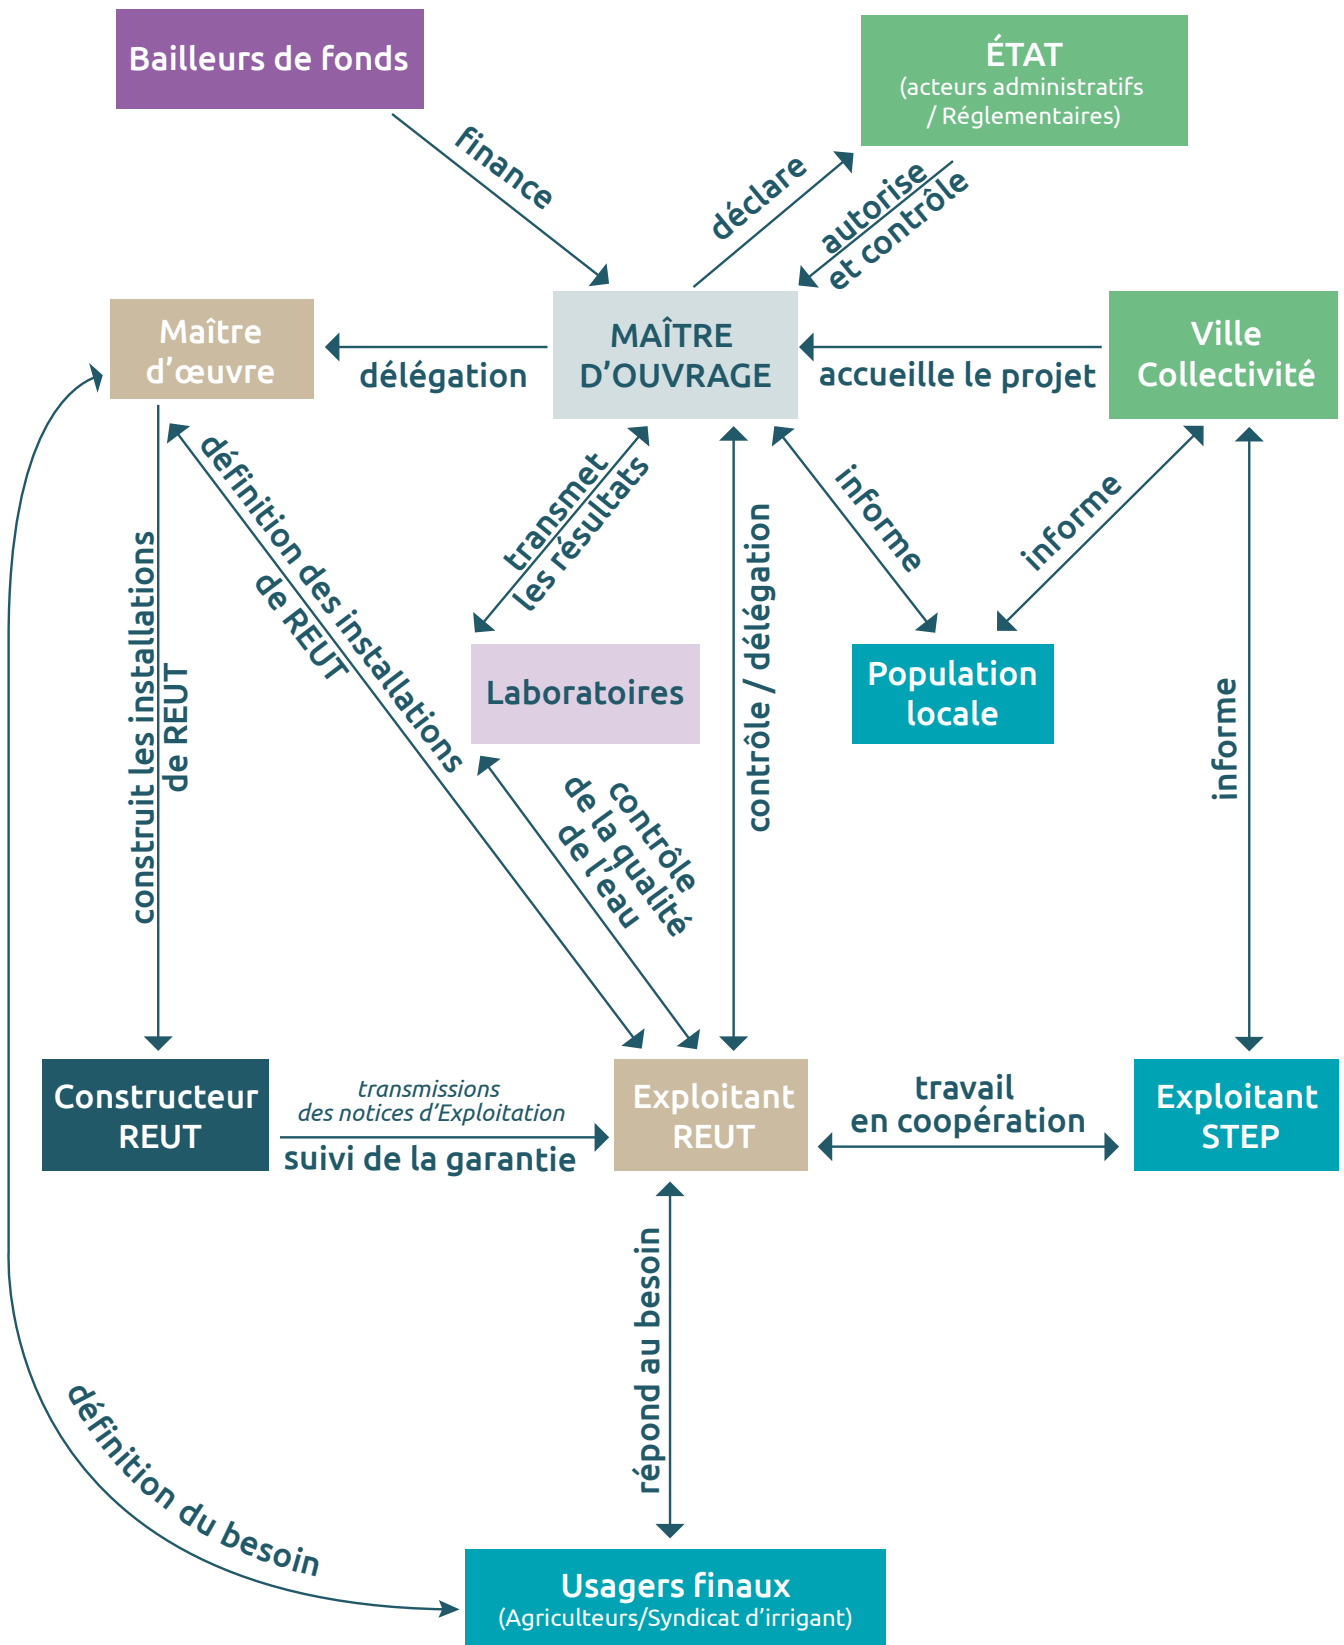 Bailleurs de fonds
ÉTAT
(acteurs administratifs
/ Réglementaires)
finance
déclare
autorise
et contrôle
Maître
d'œuvre
délégation
MAÎTRE
D'OUVRAGE
accueille le projet
Ville
Collectivité
définition des installations
de REUT
transmet
les résultats
contrôle / délégation
informe
informe
construit les installations
de REUT
Laboratoires
Population
locale
informe
contrôle
de la qualité
de l'eau
Constructeur
REUT
transmissions
des notices d'Exploitation
suivi de la garantie
Exploitant
REUT
travail
en coopération
Exploitant
STEP
répond au besoin
définition du besoin
Usagers finaux
(Agriculteurs/Syndicat d'irrigant)